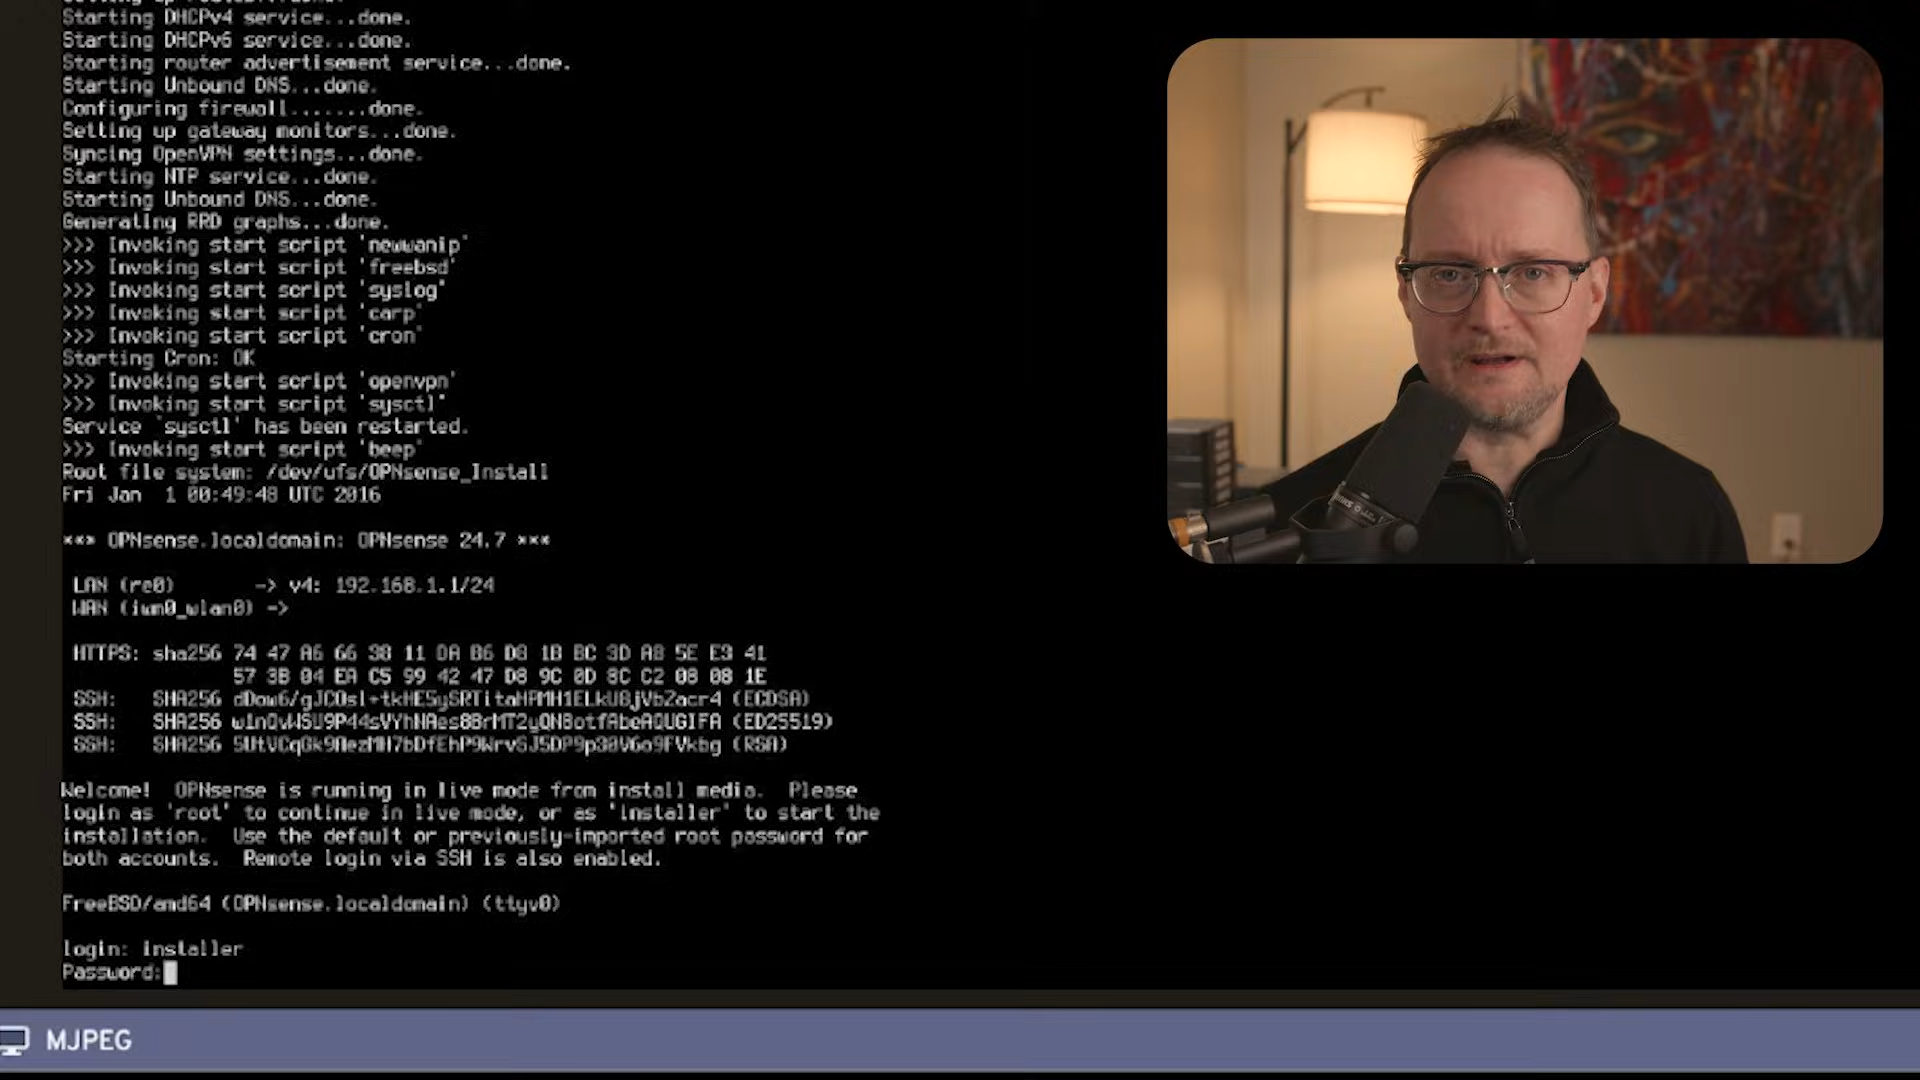 Starting DHCPv4 service...done.
Starting DHCPv6 service...done.
Starting router advertisement service...done.
Starting Unbound DNS...done.
Configuring firewall.......done.
Setting up gateway monitors...done.
Syncing OpenVPN settings...done.
Starting NTP service...done.
Starting Unbound DNS...done.
Generating RRD graphs...done.
>>> Invoking start script 'newwanip'
>>> Invoking start script 'freebsd'
>>> Invoking start script 'syslog'
>>> Invoking start script 'carp'
>>> Invoking start script 'cron'
Starting Cron: OK
>>> Invoking start script 'openvpn'
>>> Invoking start script 'sysctl'
Service `sysctl' has been restarted.
>>> Invoking start script 'beep'
Root file system: /dev/ufs/OPNsense_Install
Fri Jan  1 00:49:48 UTC 2016
*** OPNsense.localdomain: OPNsense 24.7 ***
LAN (re0)       -> v4: 192.168.1.1/24
WAN (iwm0_wlan0) ->
HTTPS: sha256 74 47 A6 66 38 11 0A B6 D8 1B BC 3D A8 5E E3 41
57 3B 04 EA C5 99 42 47 D8 9C 0D 8C C2 08 08 1E
SSH:   SHA256 (ECDSA)
SSH:   SHA256 (ED25519)
SSH:   SHA256 (RSA)
Welcome!  OPNsense is running in live mode from install media.  Please
login as 'root' to continue in live mode, or as 'installer' to start the
installation.  Use the default or previously-imported root password for
both accounts.  Remote login via SSH is also enabled.
FreeBSD/amd64 (OPNsense.localdomain) (ttyv0)
login: installer
Password:
MJPEG